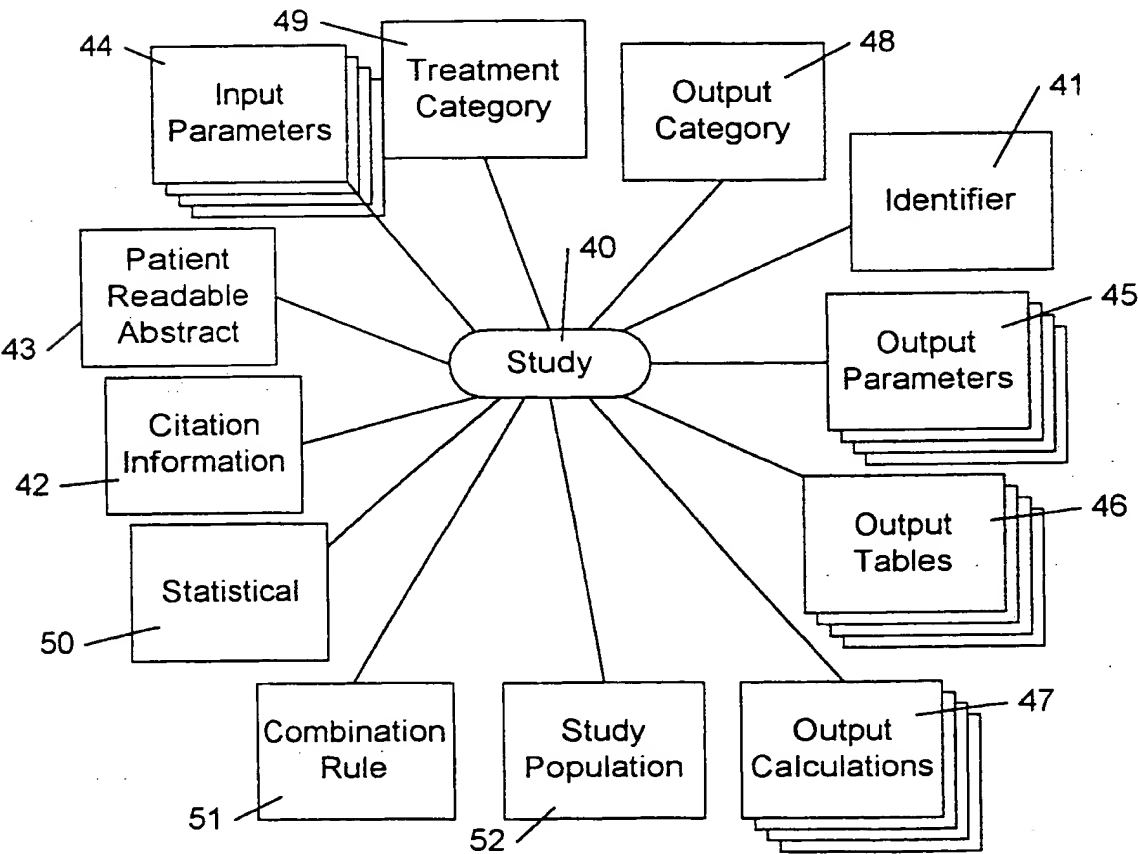 49
44
48
Treatment
Category
Input
Parameters
Output
Category
41
Identifier
40
Patient
Readable
Abstract
43
Study
45
Output
Parameters
Citation
Information
42
46
Output
Tables
Statistical
50
47
Combination
Rule
51
Study
Population
52
Output
Calculations